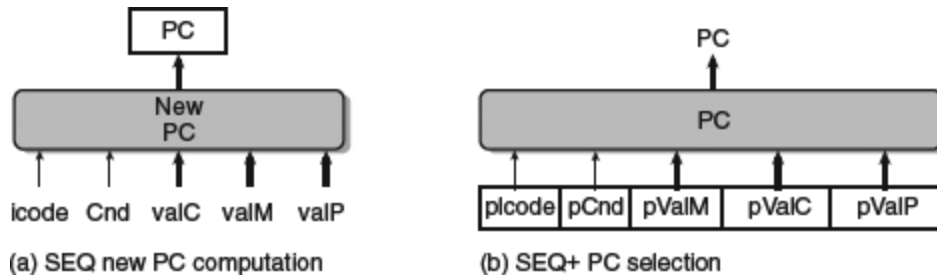 PC
New
PC
icode Cnd valC valM valP
(a) SEQ new PC computation
PC
PC
pIcode pCnd pValM pValC pValP
(b) SEQ+ PC selection